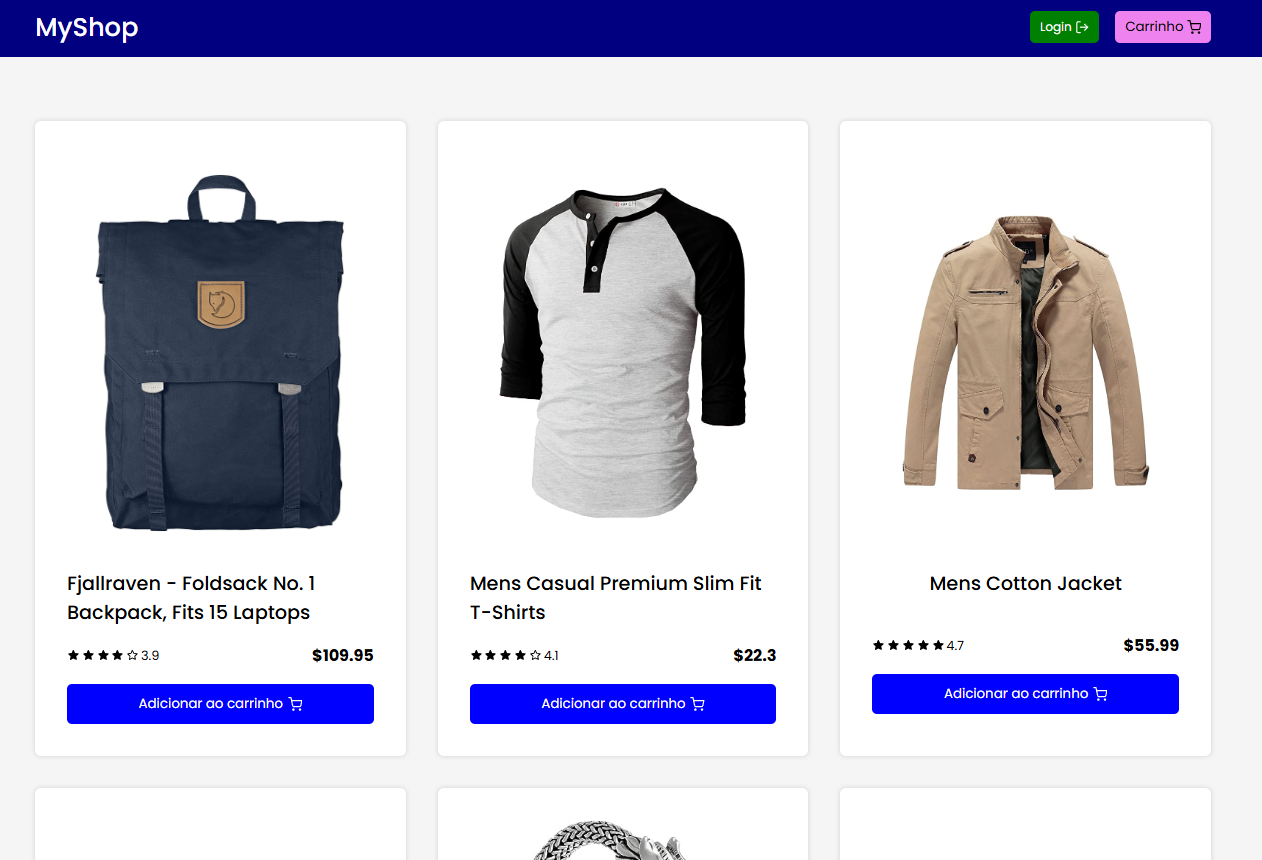 MyShop
Login
Carrinho
Fjallraven - Foldsack No. 1
Backpack, Fits 15 Laptops
3.9
$109.95
Adicionar ao carrinho
Mens Casual Premium Slim Fit
T-Shirts
4.1
$22.3
Adicionar ao carrinho
Mens Cotton Jacket
4.7
$55.99
Adicionar ao carrinho